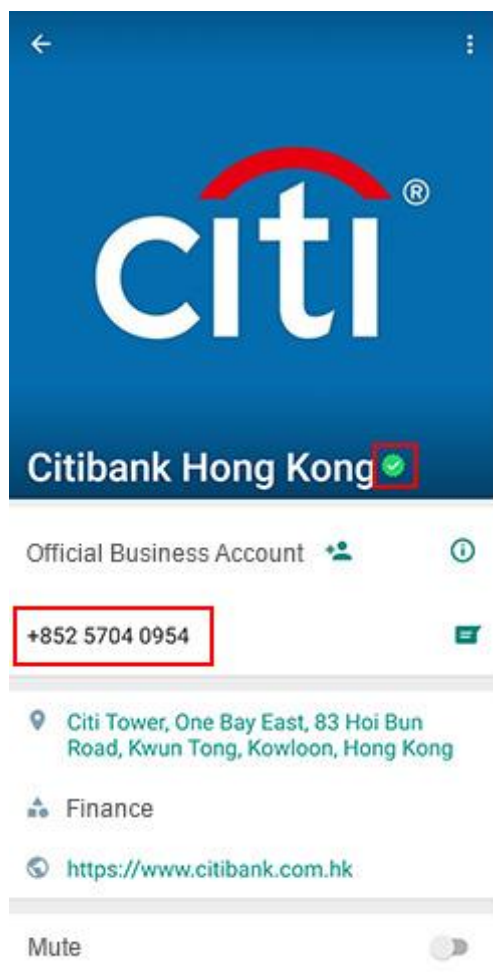 citi®
Citibank Hong Kong
Official Business Account
+852 5704 0954
Citi Tower, One Bay East, 83 Hoi Bun
Road, Kwun Tong, Kowloon, Hong Kong
Finance
https://www.citibank.com.hk
Mute